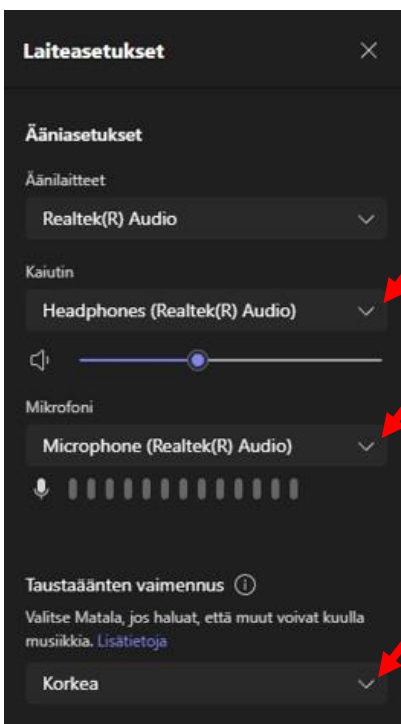 Laiteasetukset
Ääniasetukset
Äänilaitteet
Realtek(R) Audio
Kaiutin
Headphones (Realtek(R) Audio)
Mikrofoni
Microphone (Realtek(R) Audio)
Taustaäänten vaimennus
Valitse Matala, jos haluat, että muut voivat kuulla
musiikkia. Lisätietoja
Korkea